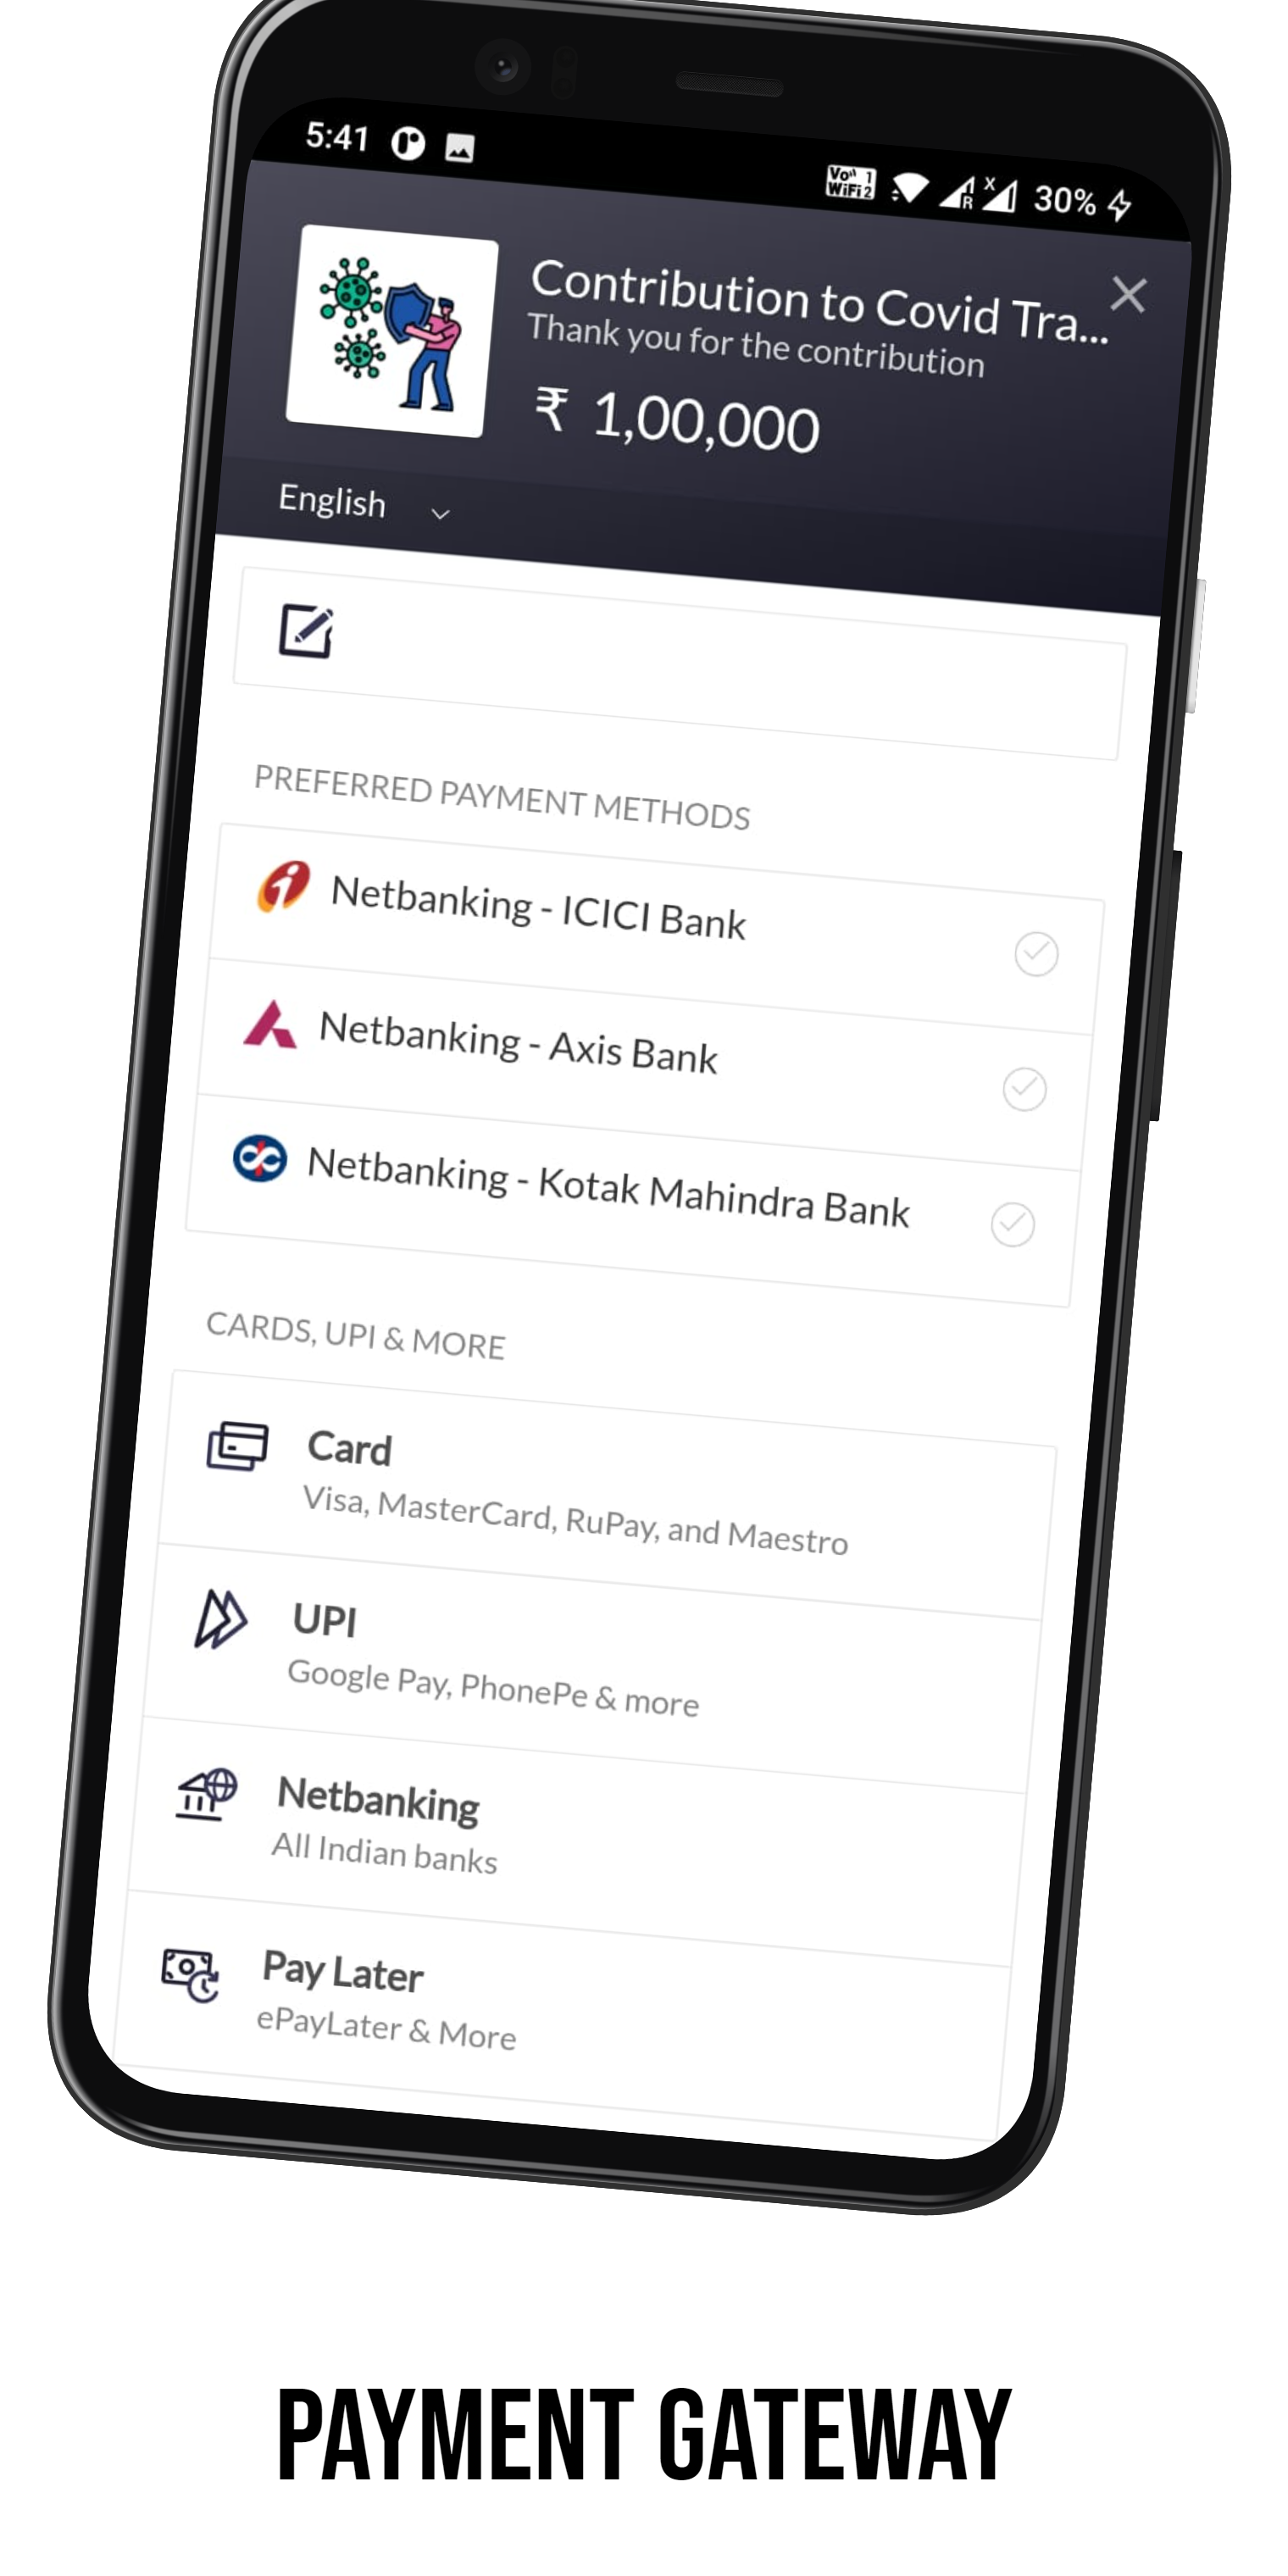 5:41
Vo 1
WiFi 2
R
X
30%
Contribution to Covid Tra...
Thank you for the contribution
₹ 1,00,000
English
PREFERRED PAYMENT METHODS
Netbanking - ICICI Bank
Netbanking - Axis Bank
Netbanking - Kotak Mahindra Bank
CARDS, UPI & MORE
Card
Visa, MasterCard, RuPay, and Maestro
UPI
Google Pay, PhonePe & more
Netbanking
All Indian banks
Pay Later
ePayLater & More
PAYMENT GATEWAY